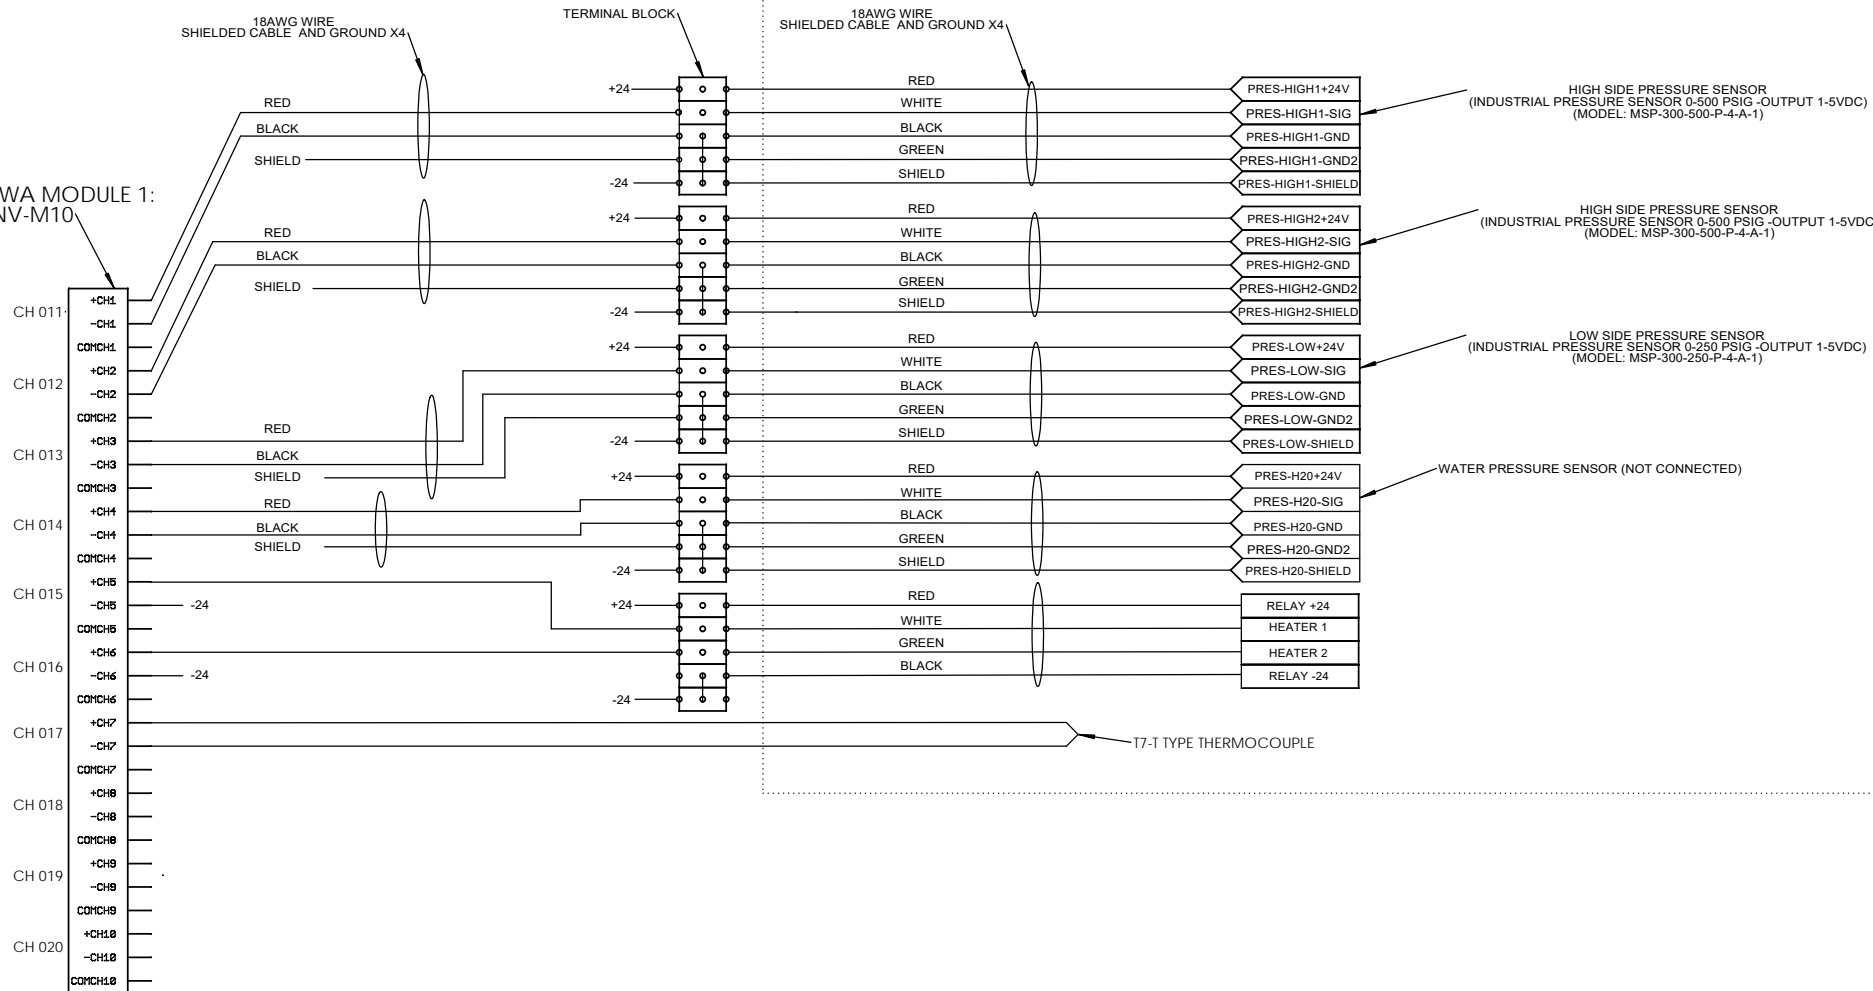 18AWG WIRE
SHIELDED CABLE AND GROUND X4
TERMINAL BLOCK
18AWG WIRE
SHIELDED CABLE AND GROUND X4
WA MODULE 1:
NV-M10
CH 011
+CH1
-CH1
COMCH1
CH 012
+CH2
-CH2
COMCH2
CH 013
+CH3
-CH3
COMCH3
CH 014
+CH4
-CH4
COMCH4
CH 015
+CH5
-CH5
-24
COMCH5
CH 016
+CH6
-CH6
-24
COMCH6
CH 017
+CH7
-CH7
COMCH7
CH 018
+CH8
-CH8
COMCH8
CH 019
+CH9
-CH9
COMCH9
CH 020
+CH10
-CH10
COMCH10
RED
BLACK
SHIELD
RED
BLACK
SHIELD
RED
BLACK
SHIELD
RED
BLACK
SHIELD
+24
-24
+24
-24
+24
-24
+24
-24
+24
-24
RED
WHITE
BLACK
GREEN
SHIELD
RED
WHITE
BLACK
GREEN
SHIELD
RED
WHITE
BLACK
GREEN
SHIELD
RED
WHITE
BLACK
GREEN
SHIELD
RED
WHITE
GREEN
BLACK
PRES-HIGH1+24V
PRES-HIGH1-SIG
PRES-HIGH1-GND
PRES-HIGH1-GND2
PRES-HIGH1-SHIELD
PRES-HIGH2+24V
PRES-HIGH2-SIG
PRES-HIGH2-GND
PRES-HIGH2-GND2
PRES-HIGH2-SHIELD
PRES-LOW+24V
PRES-LOW-SIG
PRES-LOW-GND
PRES-LOW-GND2
PRES-LOW-SHIELD
PRES-H20+24V
PRES-H20-SIG
PRES-H20-GND
PRES-H20-GND2
PRES-H20-SHIELD
RELAY +24
HEATER 1
HEATER 2
RELAY -24
T7-T TYPE THERMOCOUPLE
HIGH SIDE PRESSURE SENSOR
(INDUSTRIAL PRESSURE SENSOR 0-500 PSIG -OUTPUT 1-5VDC)
(MODEL: MSP-300-500-P-4-A-1)
HIGH SIDE PRESSURE SENSOR
(INDUSTRIAL PRESSURE SENSOR 0-500 PSIG -OUTPUT 1-5VDC
(MODEL: MSP-300-500-P-4-A-1)
LOW SIDE PRESSURE SENSOR
(INDUSTRIAL PRESSURE SENSOR 0-250 PSIG -OUTPUT 1-5VDC)
(MODEL: MSP-300-250-P-4-A-1)
WATER PRESSURE SENSOR (NOT CONNECTED)